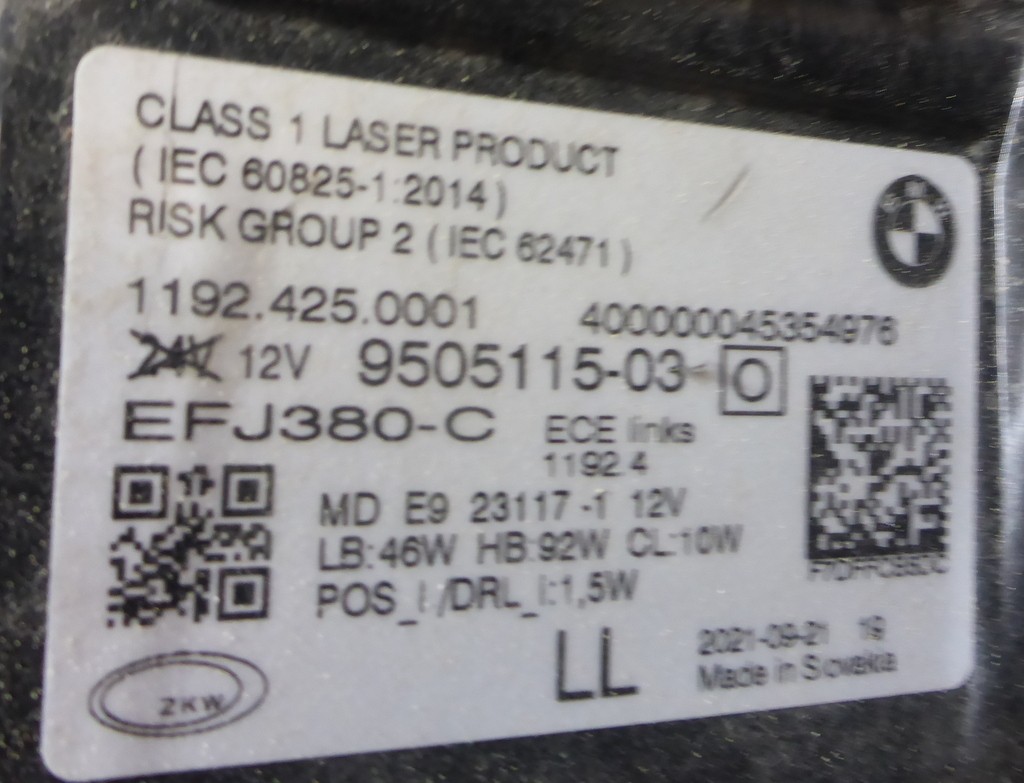 CLASS 1 LASER PRODUCT
( IEC 60825-1:2014 )
RISK GROUP 2 ( IEC 62471 )
BMW
1192.425.0001 400000045354976
24V 12V 9505115-03 O
EFJ380-C ECE links
1192.4
MD E9 23117 -1 12V
LB:46W HB:92W CL:10W
POS_l /DRL_l:1,5W
LL
2021-09-21 19
Made in Slovakia
ZKW